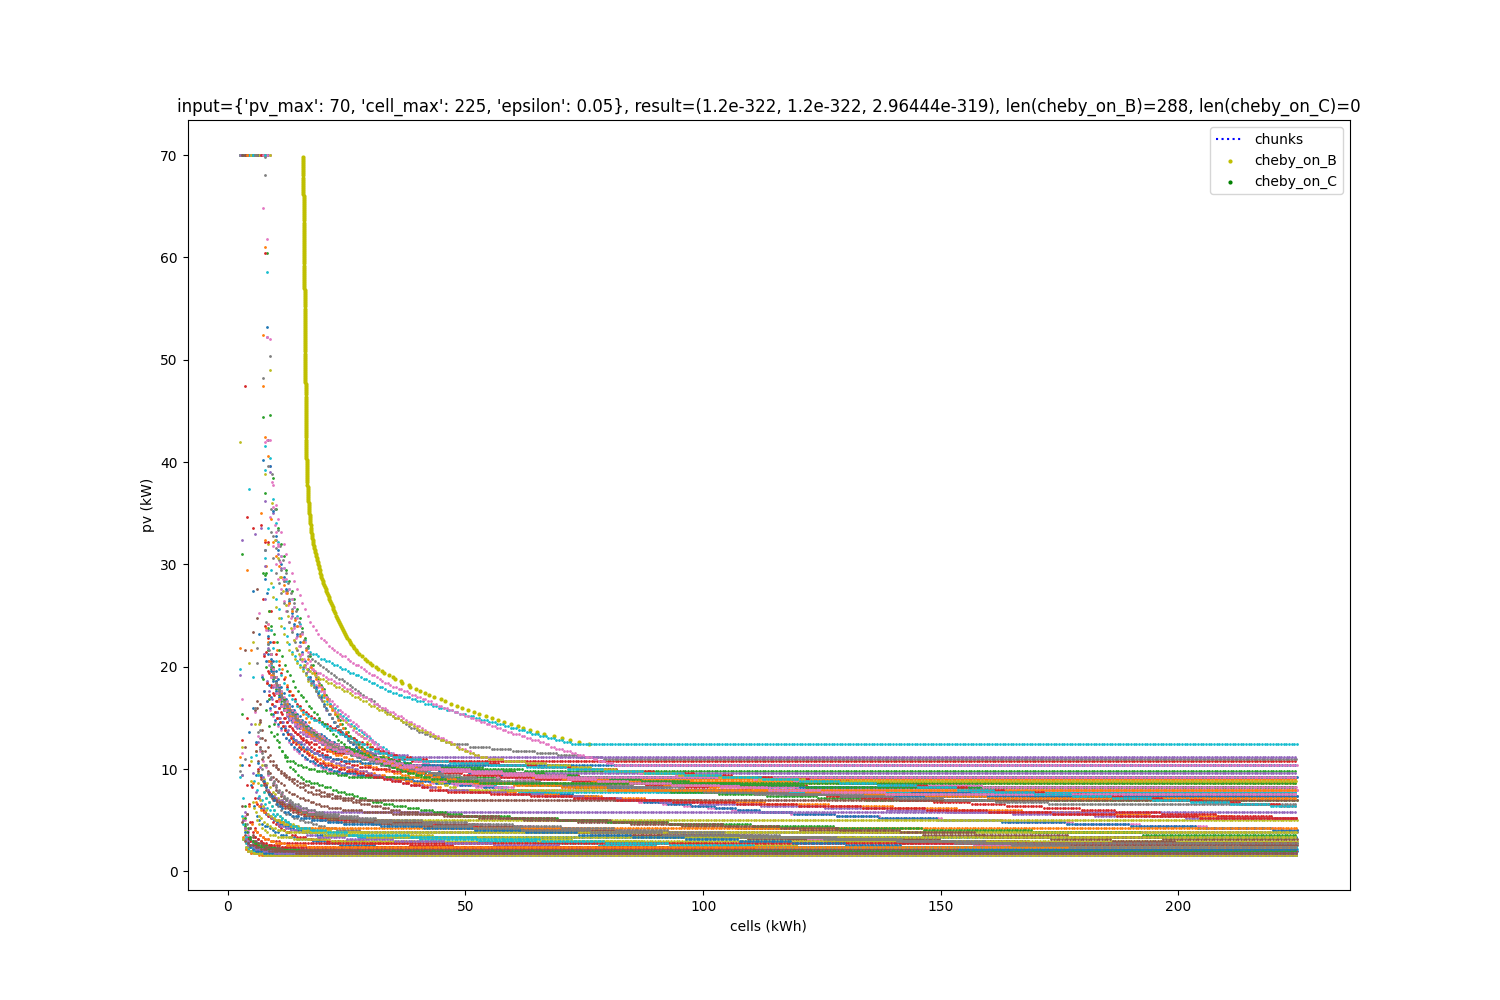 input={'pv_max': 70, 'cell_max': 225, 'epsilon': 0.05}, result=(1.2e-322, 1.2e-322, 2.96444e-319), len(cheby_on_B)=288, len(cheby_on_C)=0
chunks
cheby_on_B
cheby_on_C
70
60
50
40
30
20
10
0
pv (kW)
0 50 100 150 200
cells (kWh)